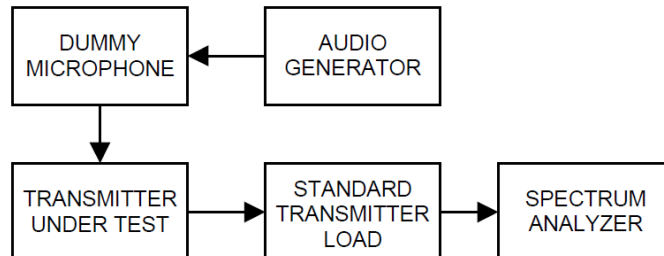 DUMMY
MICROPHONE
AUDIO
GENERATOR
TRANSMITTER
UNDER TEST
STANDARD
TRANSMITTER
LOAD
SPECTRUM
ANALYZER